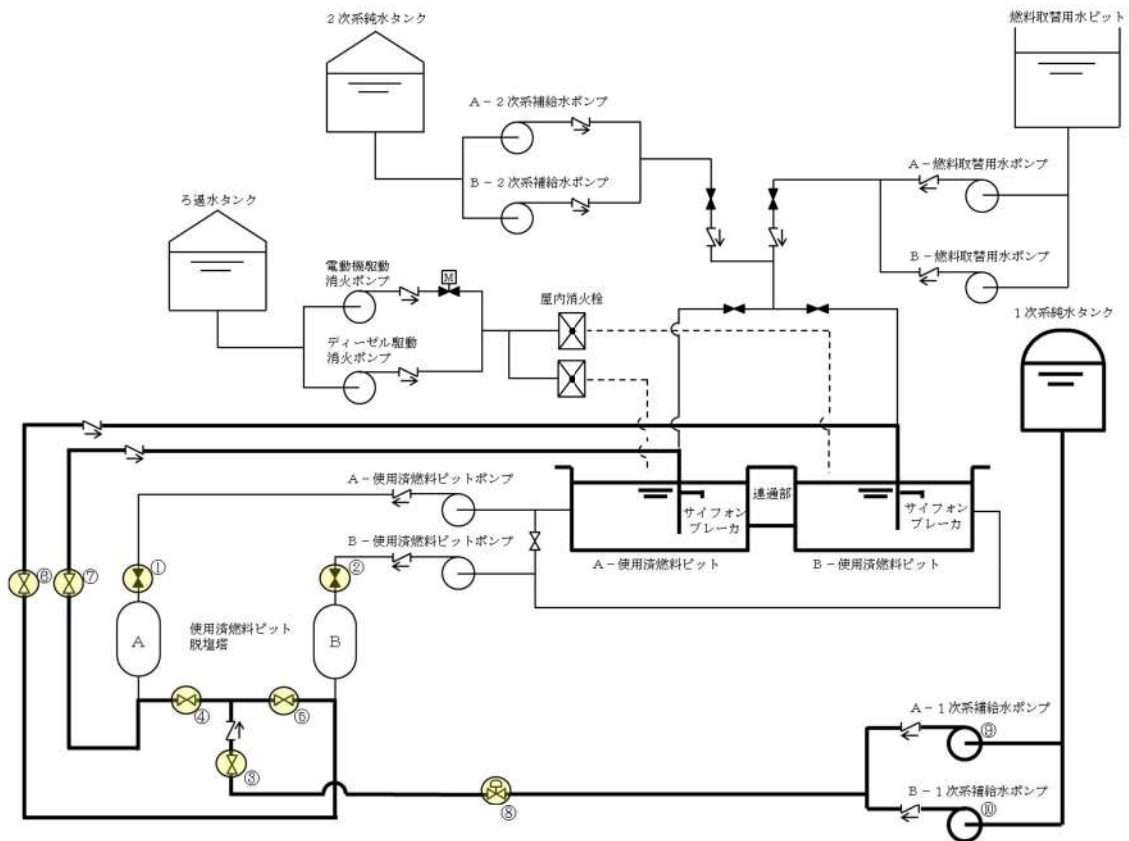 2次系純水タンク
燃料取替用水ピット
A-2次系補給水ポンプ
B-2次系補給水ポンプ
A-燃料取替用水ポンプ
B-燃料取替用水ポンプ
ろ過水タンク
電動機駆動
消火ポンプ
M
ディーゼル駆動
消火ポンプ
屋内消火栓
1次系純水タンク
A-使用済燃料ピットポンプ
B-使用済燃料ピットポンプ
連通部
サイフォン
ブレーカ
サイフォン
ブレーカ
A-使用済燃料ピット
B-使用済燃料ピット
⑥
⑦
①
②
A
使用済燃料ピット
脱塩塔
B
④
⑤
③
⑧
A-1次系補給水ポンプ
⑨
B-1次系補給水ポンプ
⑩